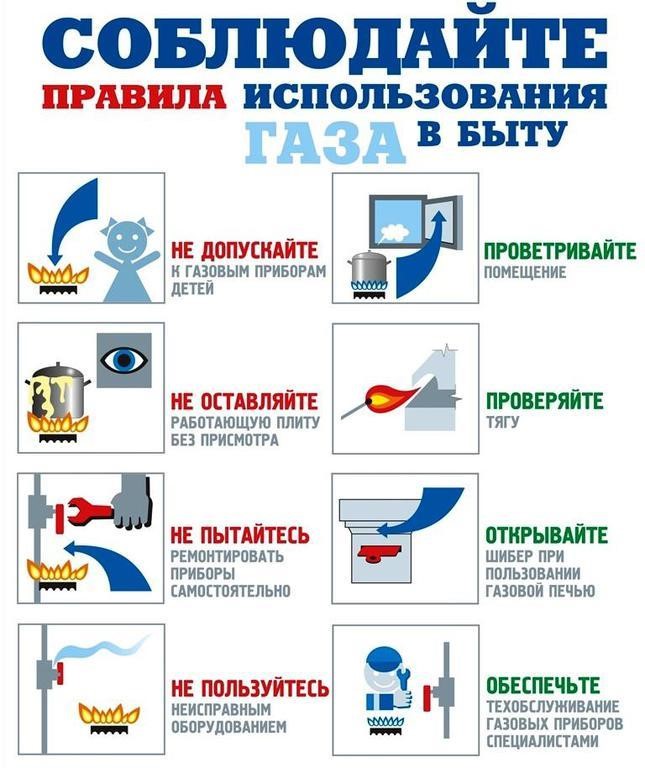 СОБЛЮДАЙТЕ
ПРАВИЛА ИСПОЛЬЗОВАНИЯ
ГАЗА В БЫТУ
НЕ ДОПУСКАЙТЕ
К ГАЗОВЫМ ПРИБОРАМ
ДЕТЕЙ
ПРОВЕТРИВАЙТЕ
ПОМЕЩЕНИЕ
НЕ ОСТАВЛЯЙТЕ
РАБОТАЮЩУЮ ПЛИТУ
БЕЗ ПРИСМОТРА
ПРОВЕРЯЙТЕ
ТЯГУ
НЕ ПЫТАЙТЕСЬ
РЕМОНТИРОВАТЬ
ПРИБОРЫ
САМОСТОЯТЕЛЬНО
ОТКРЫВАЙТЕ
ШИБЕР ПРИ
ПОЛЬЗОВАНИИ
ГАЗОВОЙ ПЕЧЬЮ
НЕ ПОЛЬЗУЙТЕСЬ
НЕИСПРАВНЫМ
ОБОРУДОВАНИЕМ
ОБЕСПЕЧЬТЕ
ТЕХОБСЛУЖИВАНИЕ
ГАЗОВЫХ ПРИБОРОВ
СПЕЦИАЛИСТАМИ